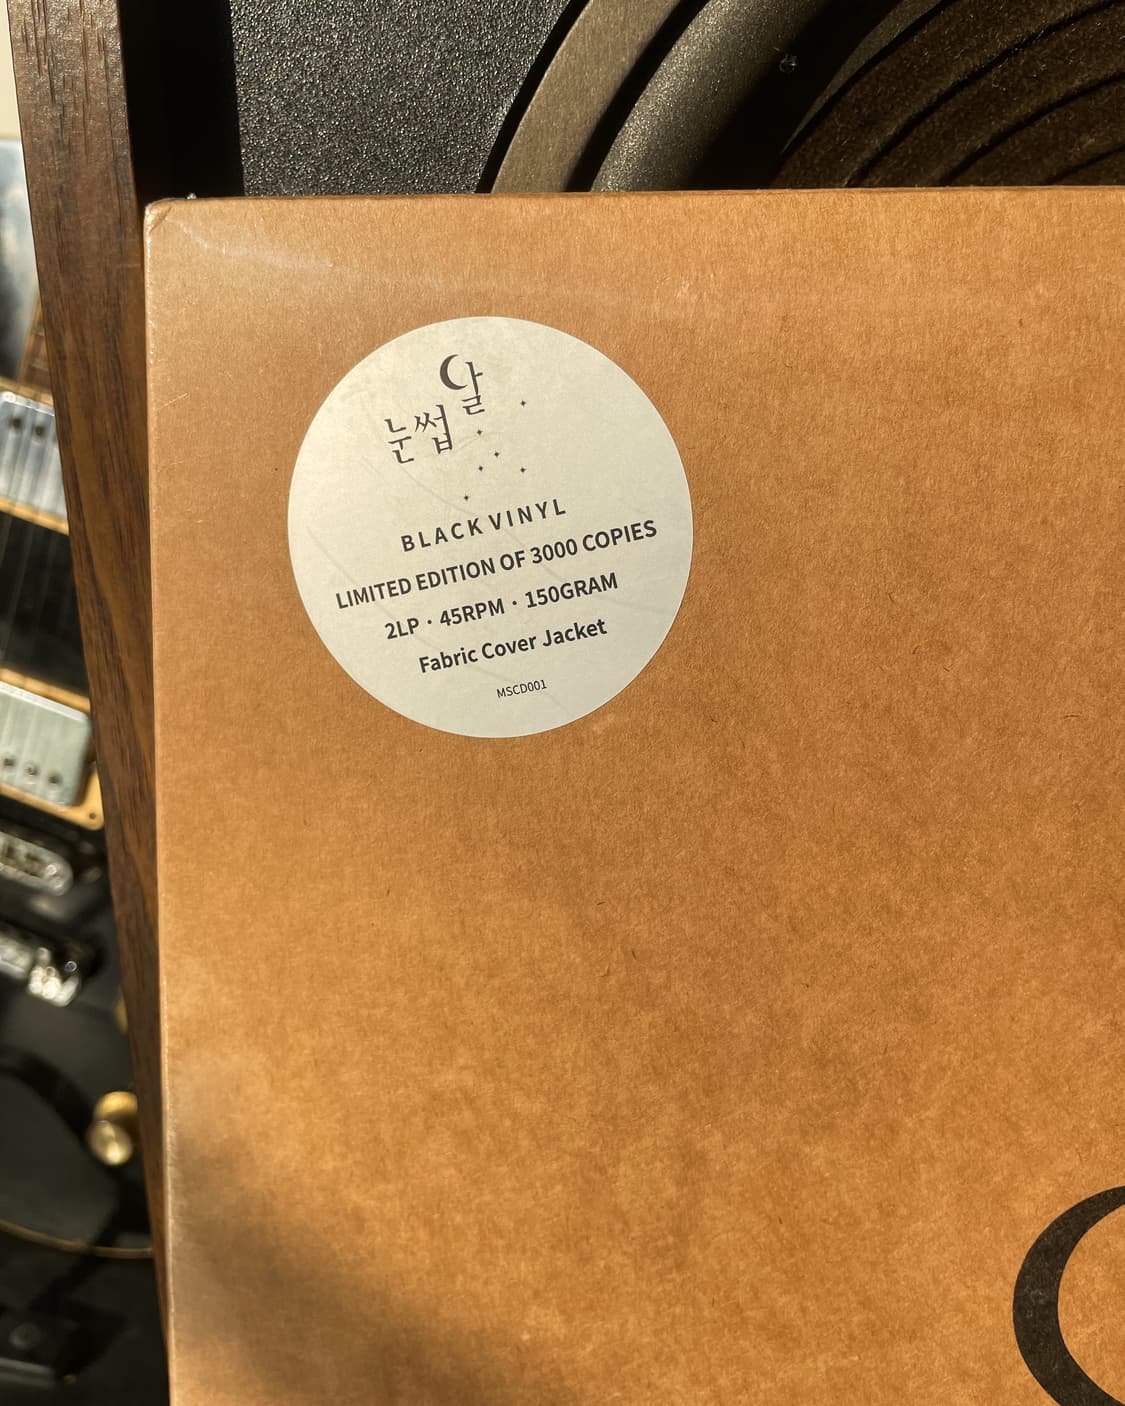 눈썹달
BLACK VINYL
LIMITED EDITION OF 3000 COPIES
2LP · 45RPM · 150GRAM
Fabric Cover Jacket
MSCD001